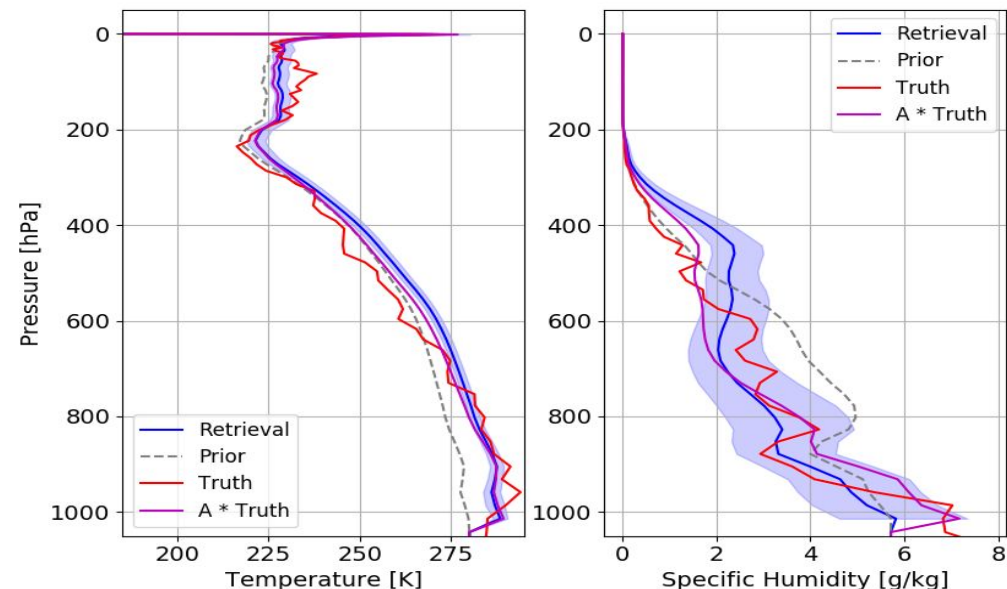 0
200
400
600
800
1000
Pressure [hPa]
Retrieval
Prior
Truth
A * Truth
200
225
250
275
Temperature [K]
0
200
400
600
800
1000
Retrieval
Prior
Truth
A * Truth
0
2
4
6
8
Specific Humidity [g/kg]